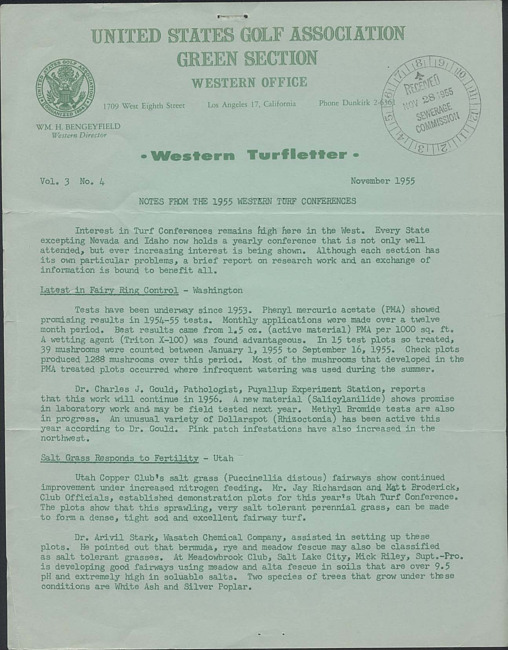 UNITED STATES GOLF ASSOCIATION
GREEN SECTION
WESTERN OFFICE
1709 West Eighth Street Los Angeles 17, California Phone Dunkirk
WM. H. BENGEYFIELD
Western Director
RECEIVED
NOV 28 1955
SEWERAGE
COMMISSION
- Western Turfletter -
Vol. 3 No. 4 November 1955
NOTES FROM THE 1955 WESTERN TURF CONFERENCES
Interest in Turf Conferences remains high here in the West. Every State
excepting Nevada and Idaho now holds a yearly conference that is not only well
attended, but ever increasing interest is being shown. Although each section has
its own particular problems, a brief report on research work and an exchange of
information is bound to benefit all.
Latest in Fairy Ring Control - Washington
Tests have been underway since 1953. Phenyl mercuric acetate (PMA) showed
promising results in 1954-55 tests. Monthly applications were made over a twelve
month period. Best results came from 1.5 oz. (active material) PMA per 1000 sq. ft.
A wetting agent (Triton X-100) was found advantageous. In 15 test plots so treated,
39 mushrooms were counted between January 1, 1955 to September 16, 1955. Check plots
produced 1288 mushrooms over this period. Most of the mushrooms that developed in the
PMA treated plots occurred where infrequent watering was used during the summer.
Dr. Charles J. Gould, Pathologist, Puyallup Experiment Station, reports
that this work will continue in 1956. A new material (Salicylanilide) shows promise
in laboratory work and may be field tested next year. Methyl Bromide tests are also
in progress. An unusual variety of Dollarspot (Rhizoctonia) has been active this
year according to Dr. Gould. Pink patch infestations have also increased in the
northwest.
Salt Grass Responds to Fertility - Utah
Utah Copper Club's salt grass (Puccinellia distous) fairways show continued
improvement under increased nitrogen feeding. Mr. Jay Richardson and Matt Broderick,
Club Officials, established demonstration plots for this year's Utah Turf Conference.
The plots show that this sprawling, very salt tolerant perennial grass, can be made
to form a dense, tight sod and excellent fairway turf.
Dr. Arivil Stark, Wasatch Chemical Company, assisted in setting up these
plots. He pointed out that bermuda, rye and meadow fescue may also be classified
as salt tolerant grasses. At Meadowbrook Club, Salt Lake City, Mick Riley, Supt.-Pro.
is developing good fairways using meadow and alta fescue in soils that are over 9.5
pH and extremely high in soluable salts. Two species of trees that grow under these
conditions are White Ash and Silver Poplar.